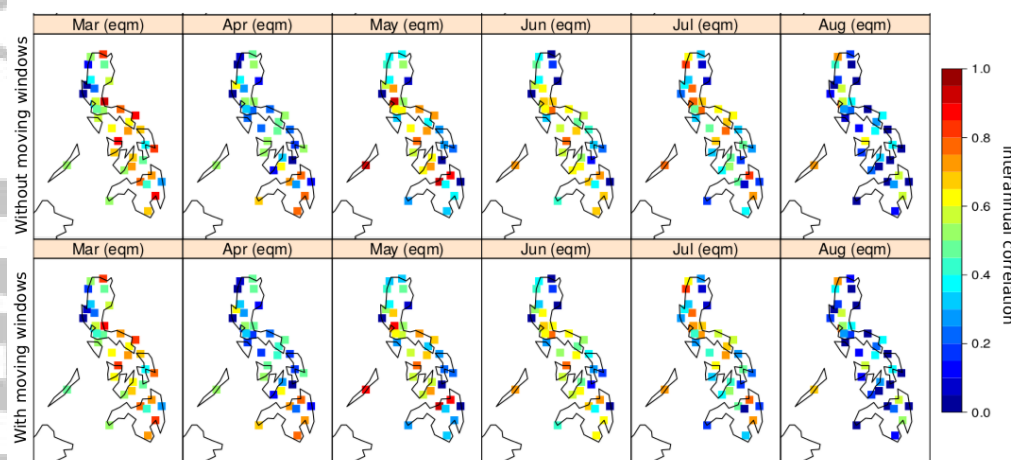 Mar (eqm) Apr (eqm) May (eqm) Jun (eqm) Jul (eqm) Aug (eqm)
Without moving windows
Mar (eqm) Apr (eqm) May (eqm) Jun (eqm) Jul (eqm) Aug (eqm)
With moving windows
1.0
0.8
0.6
0.4
0.2
0.0
Interannual correlation